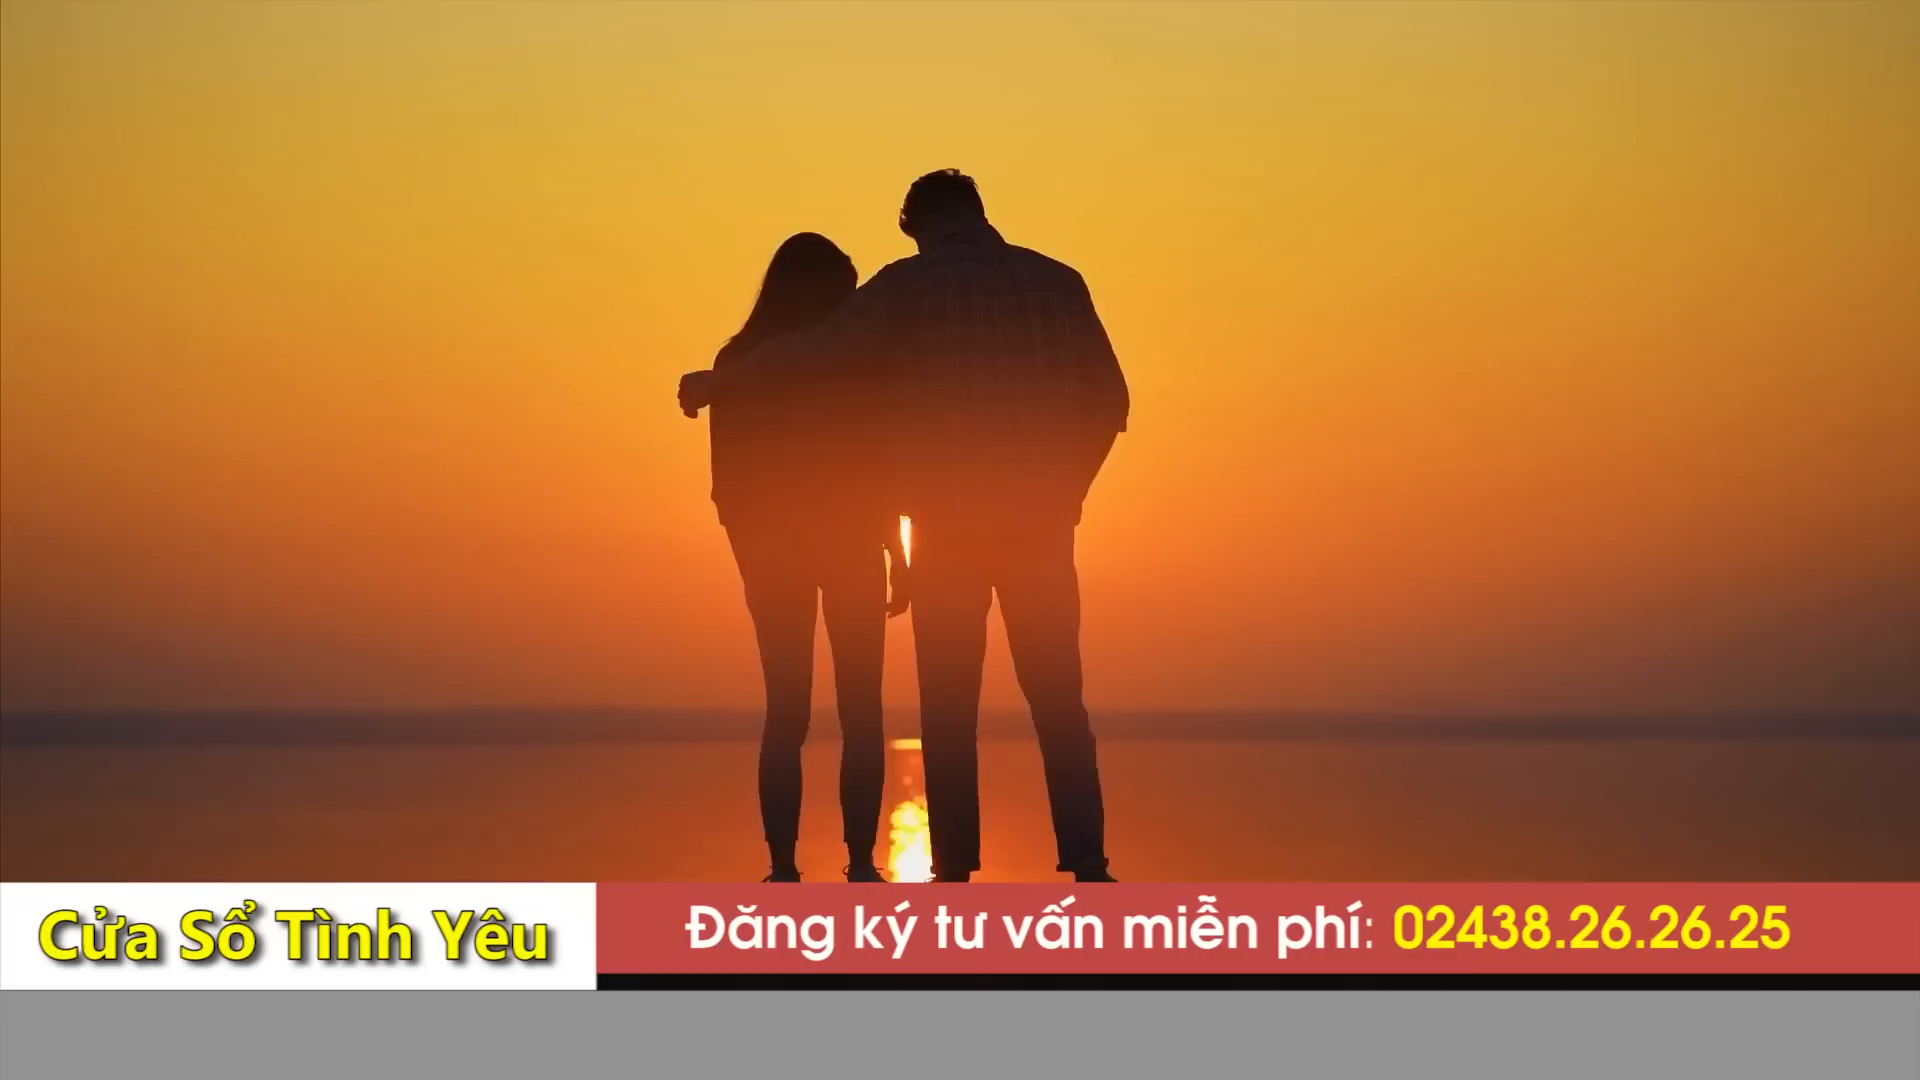 Cửa Sổ Tình Yêu
Đăng ký tư vấn miễn phí: 02438.26.26.25